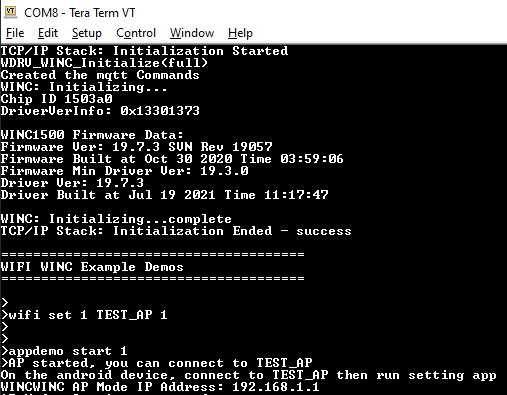 COM8 - Tera Term VT
File Edit Setup Control Window Help
TCP/IP Stack: Initialization Started
WDRU_WINC_Initialize(full)
Created the mqtt Commands
WINC: Initializing...
Chip ID 1503a0
DriverVerInfo: 0x13301373
WINC1500 Firmware Data:
Firmware Ver: 19.7.3 SVN Rev 19057
Firmware Built at Oct 30 2020 Time 03:59:06
Firmware Min Driver Ver: 19.3.0
Driver Ver: 19.7.3
Driver Built at Jul 19 2021 Time 11:17:47
WINC: Initializing...complete
TCP/IP Stack: Initialization Ended - success
======================================
WIFI WINC Example Demos
======================================
>
>wifi set 1 TEST_AP 1
>
>
>appdemo start 1
>AP started, you can connect to TEST_AP
On the android device, connect to TEST_AP then run setting app
WINCWINC AP Mode IP Address: 192.168.1.1